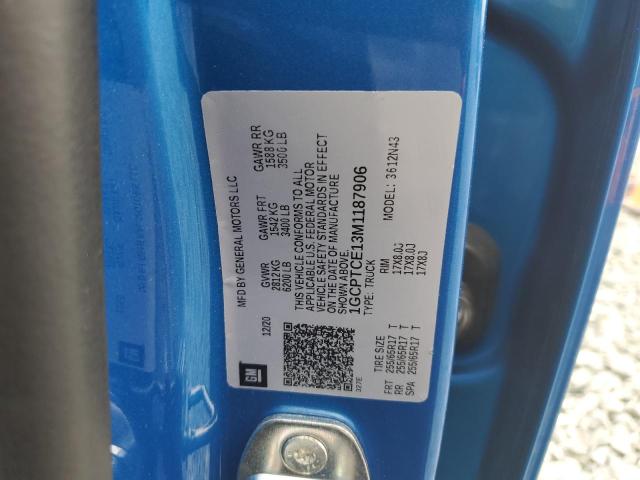 MFD BY GENERAL MOTORS LLC
12/20
GVWR GAWR FRT GAWR RR
2812 KG 1542 KG 1588 KG
6200 LB 3400 LB 3500 LB
THIS VEHICLE CONFORMS TO ALL
APPLICABLE U.S. FEDERAL MOTOR
VEHICLE SAFETY STANDARDS IN EFFECT
ON THE DATE OF MANUFACTURE
SHOWN ABOVE.
1GCPTCE13M1187906
TYPE: TRUCK MODEL: 3612N43
TIRE SIZE RIM
FRT 255/65R17 T 17X8.0J
RR 255/65R17 T 17X8.0J
SPA 255/65R17 T 17X8J
GM
327E